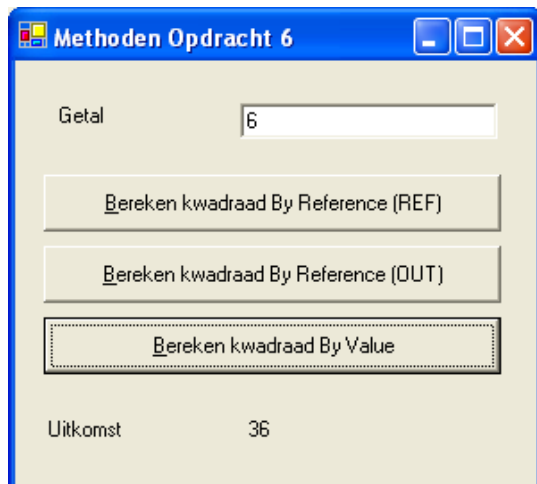 Methoden Opdracht 6
Getal 6
Bereken kwadraad By Reference (REF)
Bereken kwadraad By Reference (OUT)
Bereken kwadraad By Value
Uitkomst 36